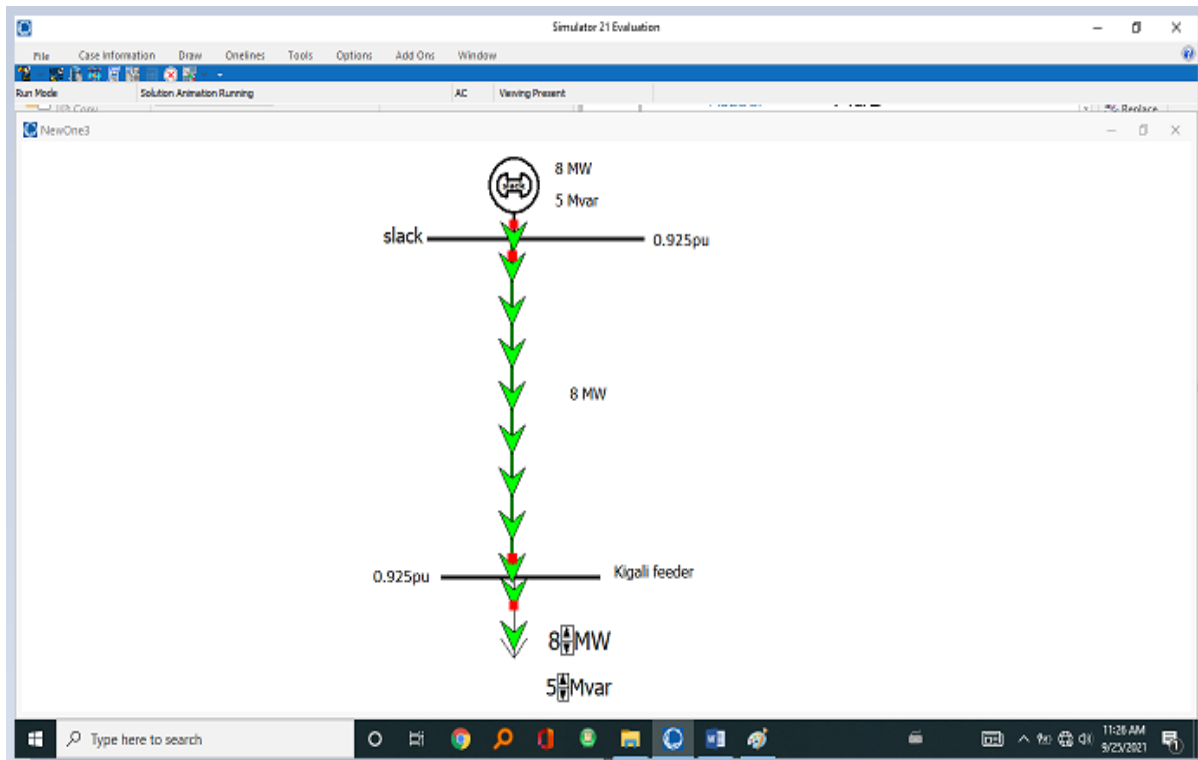 Simulator 21 Evaluation
File Case Information Draw Onelines Tools Options Add Ons Window
Run Mode Solution Animation Running AC Viewing Present
Copy Replace
NewOne3
8 MW
slack
5 Mvar
slack 0.925pu
8 MW
0.925pu Kigali feeder
8 MW
5 Mvar
Type here to search
11:26 AM
9/25/2021